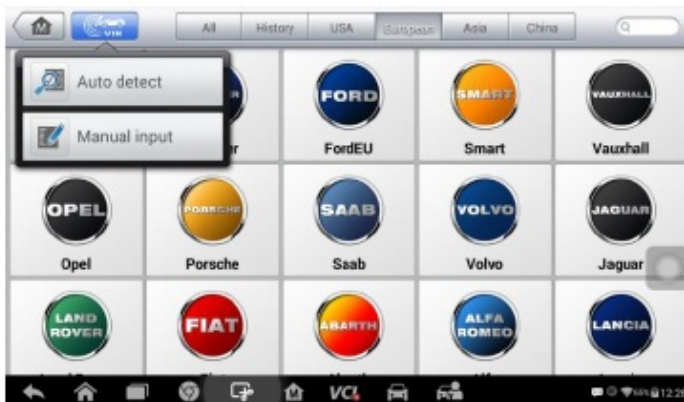 VIN
All
History
USA
European
Asia
China
Auto detect
Manual input
FORD
SMART
VAUXHALL
FordEU
Smart
Vauxhall
OPEL
PORSCHE
SAAB
VOLVO
JAGUAR
Opel
Porsche
Saab
Volvo
Jaguar
LAND
ROVER
FIAT
ABARTH
ALFA
ROMEO
LANCIA
VCI